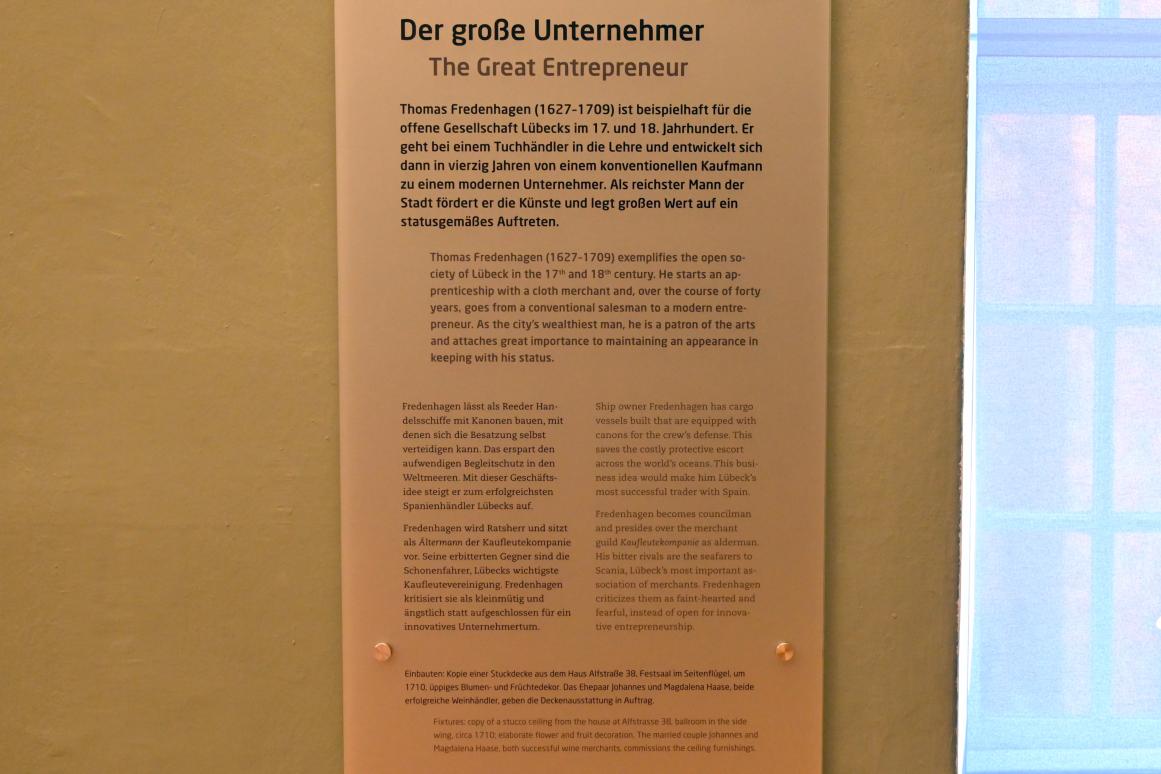 Der große Unternehmer
The Great Entrepreneur
Thomas Fredenhagen (1627–1709) ist beispielhaft für die
offene Gesellschaft Lübecks im 17. und 18. Jahrhundert. Er
geht bei einem Tuchhändler in die Lehre und entwickelt sich
dann in vierzig Jahren von einem konventionellen Kaufmann
zu einem modernen Unternehmer. Als reichster Mann der
Stadt fördert er die Künste und legt großen Wert auf ein
statusgemäßes Auftreten.
Thomas Fredenhagen (1627–1709) exemplifies the open so-
ciety of Lübeck in the 17th and 18th century. He starts an ap-
prenticeship with a cloth merchant and, over the course of forty
years, goes from a conventional salesman to a modern entre-
preneur. As the city's wealthiest man, he is a patron of the arts
and attaches great importance to maintaining an appearance in
keeping with his status.
Fredenhagen lässt als Reeder Han-
delsschiffe mit Kanonen bauen, mit
denen sich die Besatzung selbst
verteidigen kann. Das erspart den
aufwendigen Begleitschutz in den
Weltmeeren. Mit dieser Geschäfts-
idee steigt er zum erfolgreichsten
Spanienhändler Lübecks auf.
Fredenhagen wird Ratsherr und sitzt
als Ältermann der Kaufleutekompanie
vor. Seine erbitterten Gegner sind die
Schonenfahrer, Lübecks wichtigste
Kaufleutevereinigung. Fredenhagen
kritisiert sie als kleinmütig und
ängstlich statt aufgeschlossen für ein
innovatives Unternehmertum.
Ship owner Fredenhagen has cargo
vessels built that are equipped with
canons for the crew's defense. This
saves the costly protective escort
across the world's oceans. This busi-
ness idea would make him Lübeck's
most successful trader with Spain.
Fredenhagen becomes councilman
and presides over the merchant
guild Kaufleutekompanie as alderman.
His bitter rivals are the seafarers to
Scania, Lübeck's most important as-
sociation of merchants. Fredenhagen
criticizes them as faint-hearted and
fearful, instead of open for innova-
tive entrepreneurship.
Einbauten: Kopie einer Stuckdecke aus dem Haus Alfstraße 38, Festsaal im Seitenflügel, um
1710, üppiges Blumen- und Früchtedekor. Das Ehepaar Johannes und Magdalena Haase, beide
erfolgreiche Weinhändler, geben die Deckenausstattung in Auftrag.
Fixtures: copy of a stucco ceiling from the house at Alfstrasse 38, ballroom in the side
wing, circa 1710; elaborate flower and fruit decoration. The married couple Johannes and
Magdalena Haase, both successful wine merchants, commissions the ceiling furnishings.